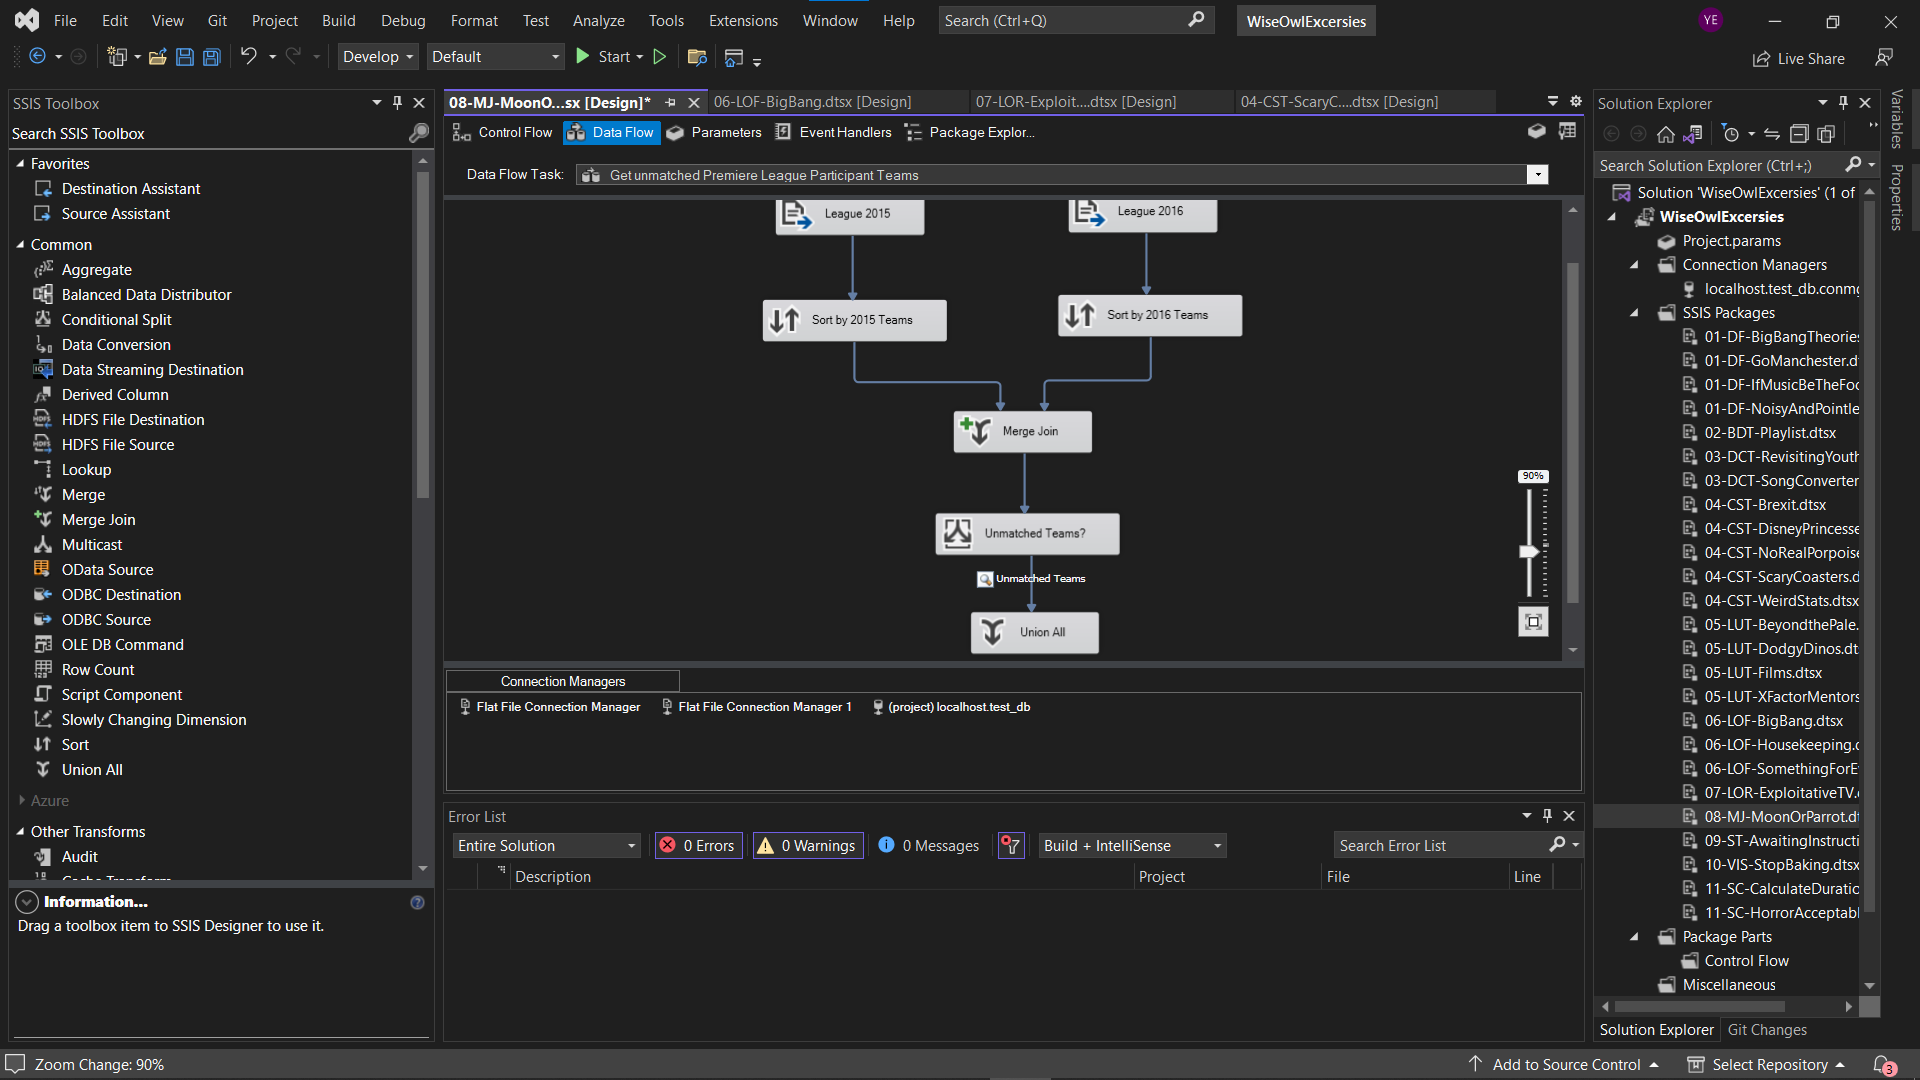 File Edit View Git Project Build Debug Format Test Analyze Tools Extensions Window Help Search (Ctrl+Q) WiseOwlExcersies YE
Develop Default Start Live Share
SSIS Toolbox
Search SSIS Toolbox
Favorites
Destination Assistant
Source Assistant
Common
Aggregate
Balanced Data Distributor
Conditional Split
Data Conversion
Data Streaming Destination
Derived Column
HDFS File Destination
HDFS File Source
Lookup
Merge
Merge Join
Multicast
OData Source
ODBC Destination
ODBC Source
OLE DB Command
Row Count
Script Component
Slowly Changing Dimension
Sort
Union All
Azure
Other Transforms
Audit
Information...
Drag a toolbox item to SSIS Designer to use it.
08-MJ-MoonO...sx [Design]* 06-LOF-BigBang.dtsx [Design] 07-LOR-Exploit....dtsx [Design] 04-CST-ScaryC....dtsx [Design]
Control Flow Data Flow Parameters Event Handlers Package Explor...
Data Flow Task: Get unmatched Premiere League Participant Teams
League 2015 League 2016
Sort by 2015 Teams Sort by 2016 Teams
Merge Join
90%
Unmatched Teams?
Unmatched Teams
Union All
Connection Managers
Flat File Connection Manager Flat File Connection Manager 1 (project) localhost.test_db
Error List
Entire Solution 0 Errors 0 Warnings 0 Messages Build + IntelliSense Search Error List
Description Project File Line
Solution Explorer
Search Solution Explorer (Ctrl+;)
Solution 'WiseOwlExcersies' (1 of
WiseOwlExcersies
Project.params
Connection Managers
localhost.test_db.conmg
SSIS Packages
01-DF-BigBangTheories
01-DF-GoManchester.dt
01-DF-IfMusicBeTheFoo
01-DF-NoisyAndPointle
02-BDT-Playlist.dtsx
03-DCT-RevisitingYouth
03-DCT-SongConverter
04-CST-Brexit.dtsx
04-CST-DisneyPrincesse
04-CST-NoRealPorpoise
04-CST-ScaryCoasters.d
04-CST-WeirdStats.dtsx
05-LUT-BeyondthePale.
05-LUT-DodgyDinos.dt
05-LUT-Films.dtsx
05-LUT-XFactorMentors
06-LOF-BigBang.dtsx
06-LOF-Housekeeping.d
06-LOF-SomethingForE
07-LOR-ExploitativeTV.
08-MJ-MoonOrParrot.dt
09-ST-AwaitingInstructi
10-VIS-StopBaking.dtsx
11-SC-CalculateDuratio
11-SC-HorrorAcceptabl
Package Parts
Control Flow
Miscellaneous
Solution Explorer Git Changes
Variables
Properties
Zoom Change: 90% Add to Source Control Select Repository 3